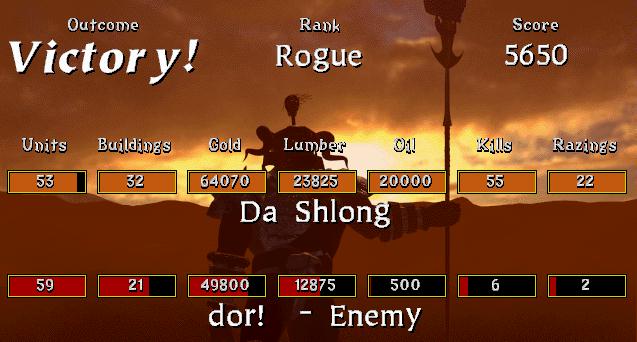 Outcome Rank Score
Victory! Rogue 5650
Units Buildings Gold Lumber Oil Kills Razings
53 32 64070 23825 20000 55 22
Da Shlong
59 21 49800 12875 500 6 2
dor! - Enemy